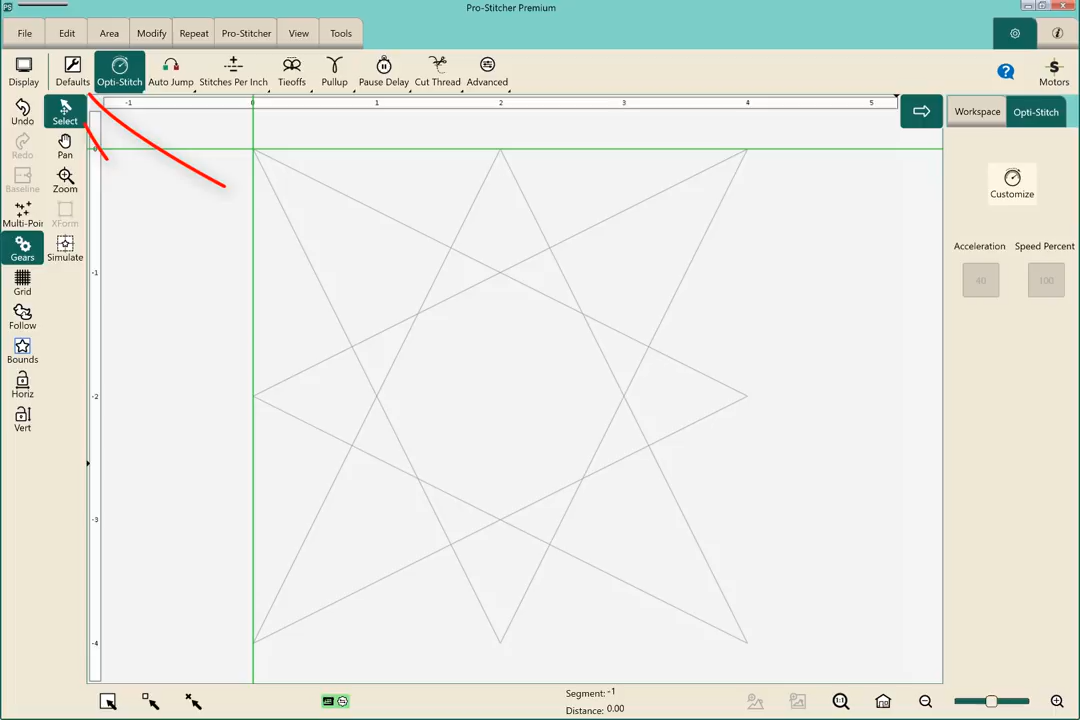 Pro-Stitcher Premium
File Edit Area Modify Repeat Pro-Stitcher View Tools
Display Defaults Opti-Stitch Auto Jump Stitches Per Inch Tieoffs Pullup Pause Delay Cut Thread Advanced Motors
-1 0 1 2 3 4 5
Undo Select
Redo Pan
Baseline Zoom
Multi-Poi XForm
Gears Simulate
Grid
Follow
Bounds
Horiz
Vert
0
-1
-2
-3
-4
Workspace Opti-Stitch
Customize
Acceleration Speed Percent
40 100
Segment: -1
Distance: 0.00